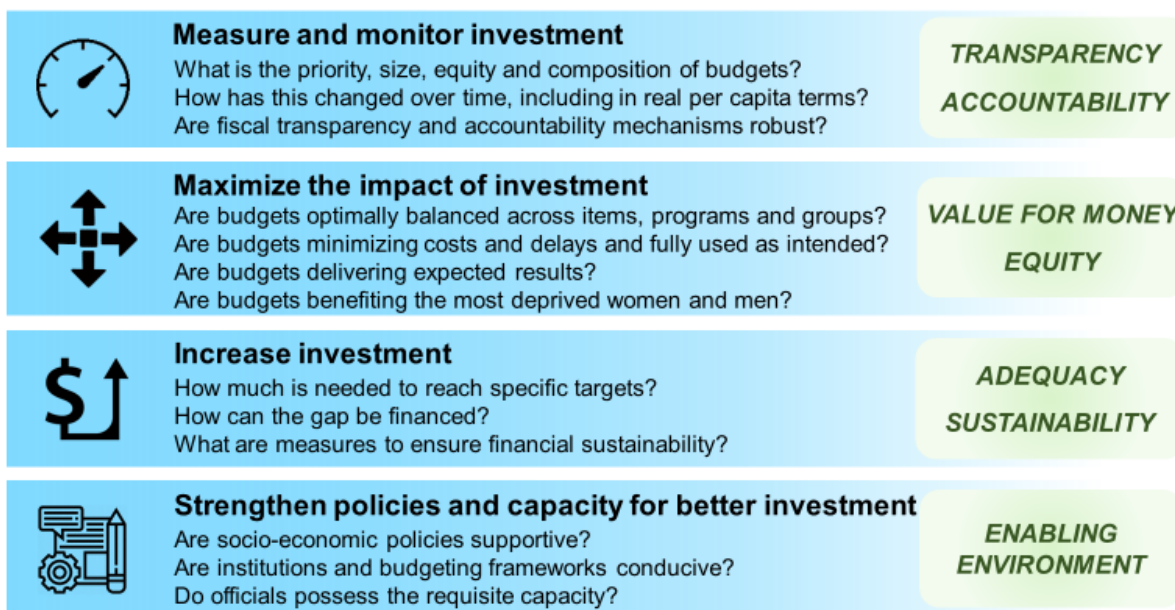 Measure and monitor investment
What is the priority, size, equity and composition of budgets?
How has this changed over time, including in real per capita terms?
Are fiscal transparency and accountability mechanisms robust?
TRANSPARENCY
ACCOUNTABILITY
Maximize the impact of investment
Are budgets optimally balanced across items, programs and groups?
Are budgets minimizing costs and delays and fully used as intended?
Are budgets delivering expected results?
Are budgets benefiting the most deprived women and men?
VALUE FOR MONEY
EQUITY
$
Increase investment
How much is needed to reach specific targets?
How can the gap be financed?
What are measures to ensure financial sustainability?
ADEQUACY
SUSTAINABILITY
Strengthen policies and capacity for better investment
Are socio-economic policies supportive?
Are institutions and budgeting frameworks conducive?
Do officials possess the requisite capacity?
ENABLING
ENVIRONMENT